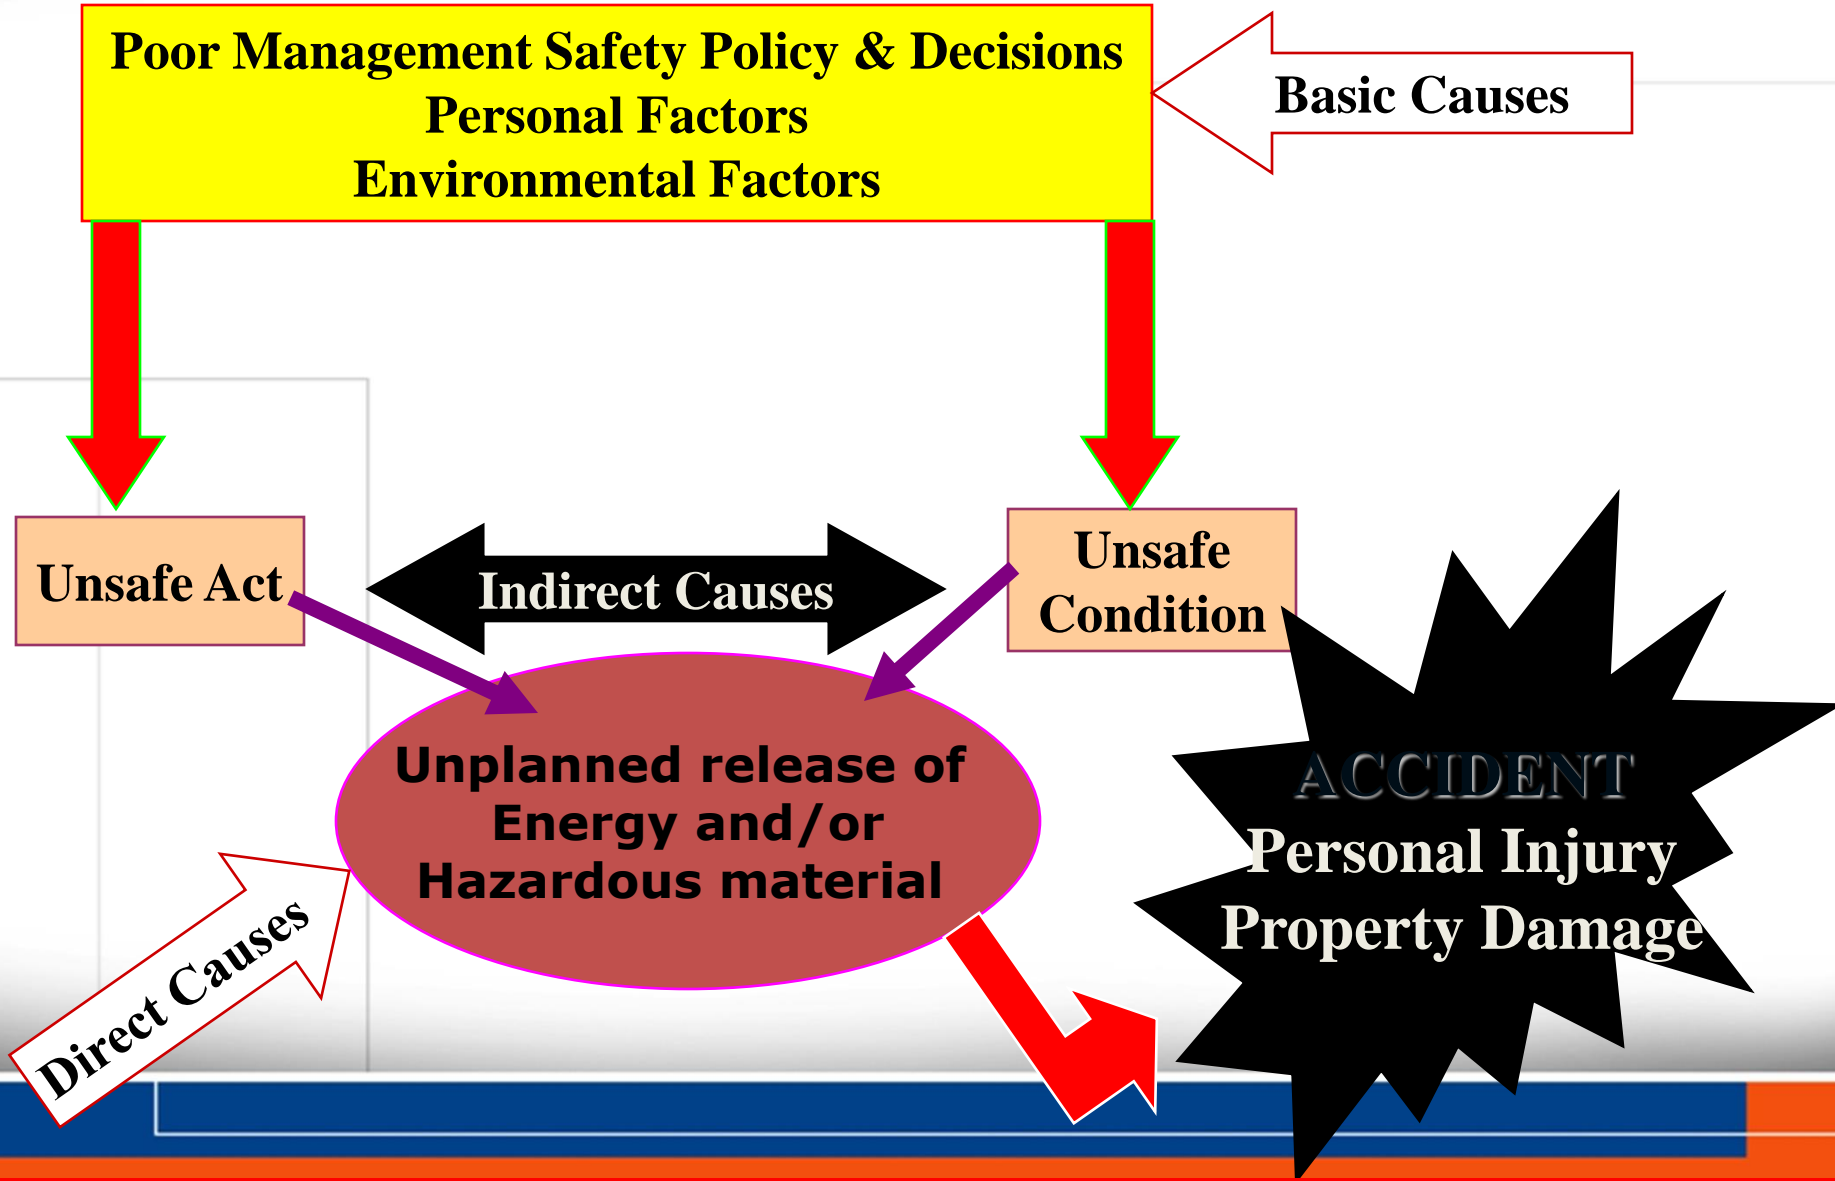 Poor Management Safety Policy & Decisions
Personal Factors
Environmental Factors
Basic Causes
Unsafe Act
Indirect Causes
Unsafe
Condition
Unplanned release of
Energy and/or
Hazardous material
Direct Causes
ACCIDENT
Personal Injury
Property Damage